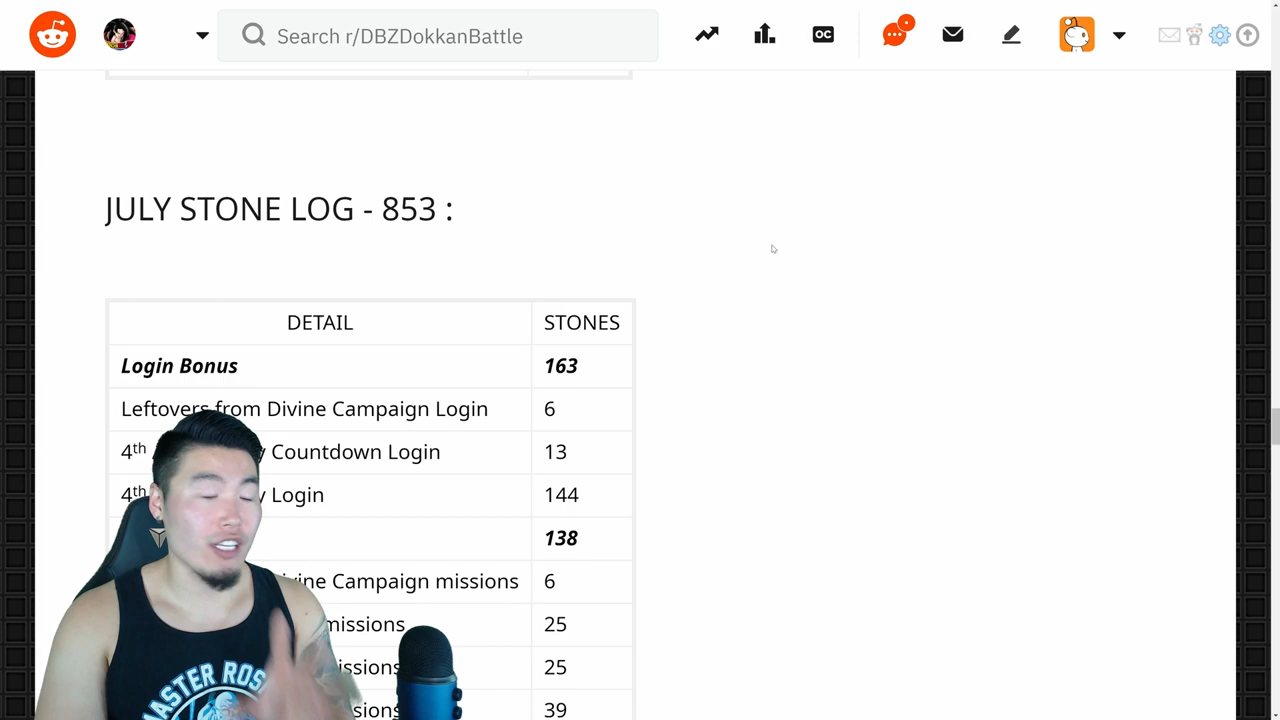 Search r/DBZDokkanBattle
OC
JULY STONE LOG - 853 :
DETAIL STONES
Login Bonus 163
Leftovers from Divine Campaign Login 6
4th Countdown Login 13
4th Login 144
138
Campaign missions 6
missions 25
25
39
MASTER